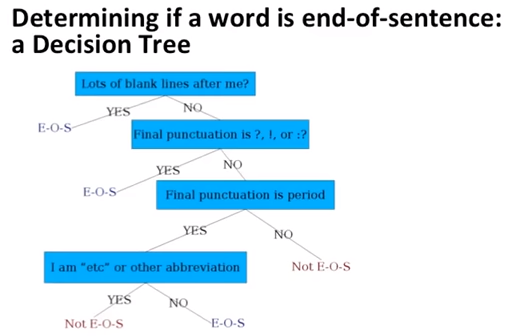 Determining if a word is end-of-sentence:
a Decision Tree
Lots of blank lines after me?
YES
NO
E-O-S
Final punctuation is ?, !, or :?
YES
NO
E-O-S
Final punctuation is period
YES
NO
I am "etc" or other abbreviation
Not E-O-S
YES
NO
Not E-O-S
E-O-S